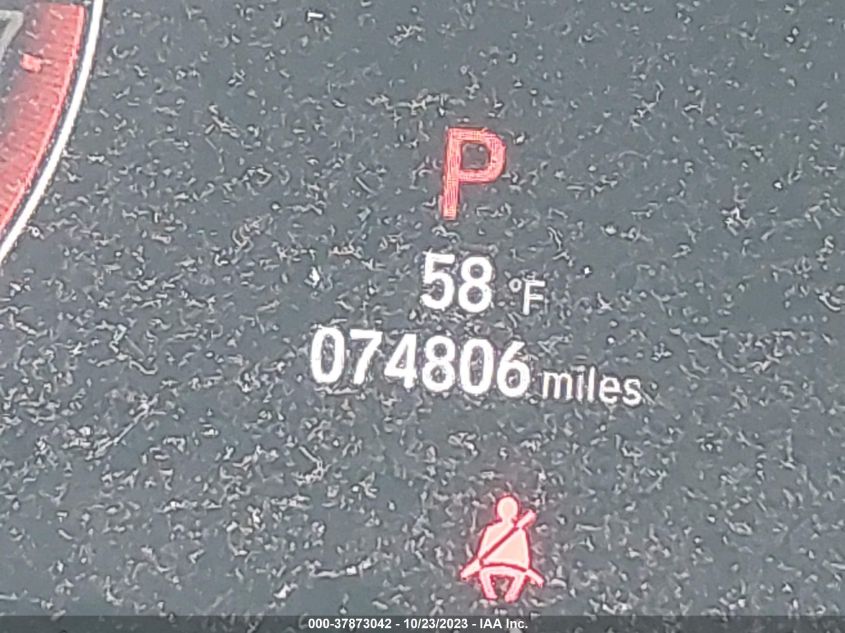 P
58 °F
074806 miles
000-37873042 - 10/23/2023 - IAA Inc.